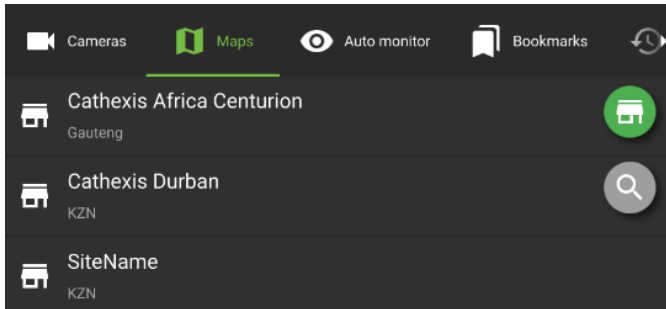 Cameras Maps Auto monitor Bookmarks
Cathexis Africa Centurion
Gauteng
Cathexis Durban
KZN
SiteName
KZN